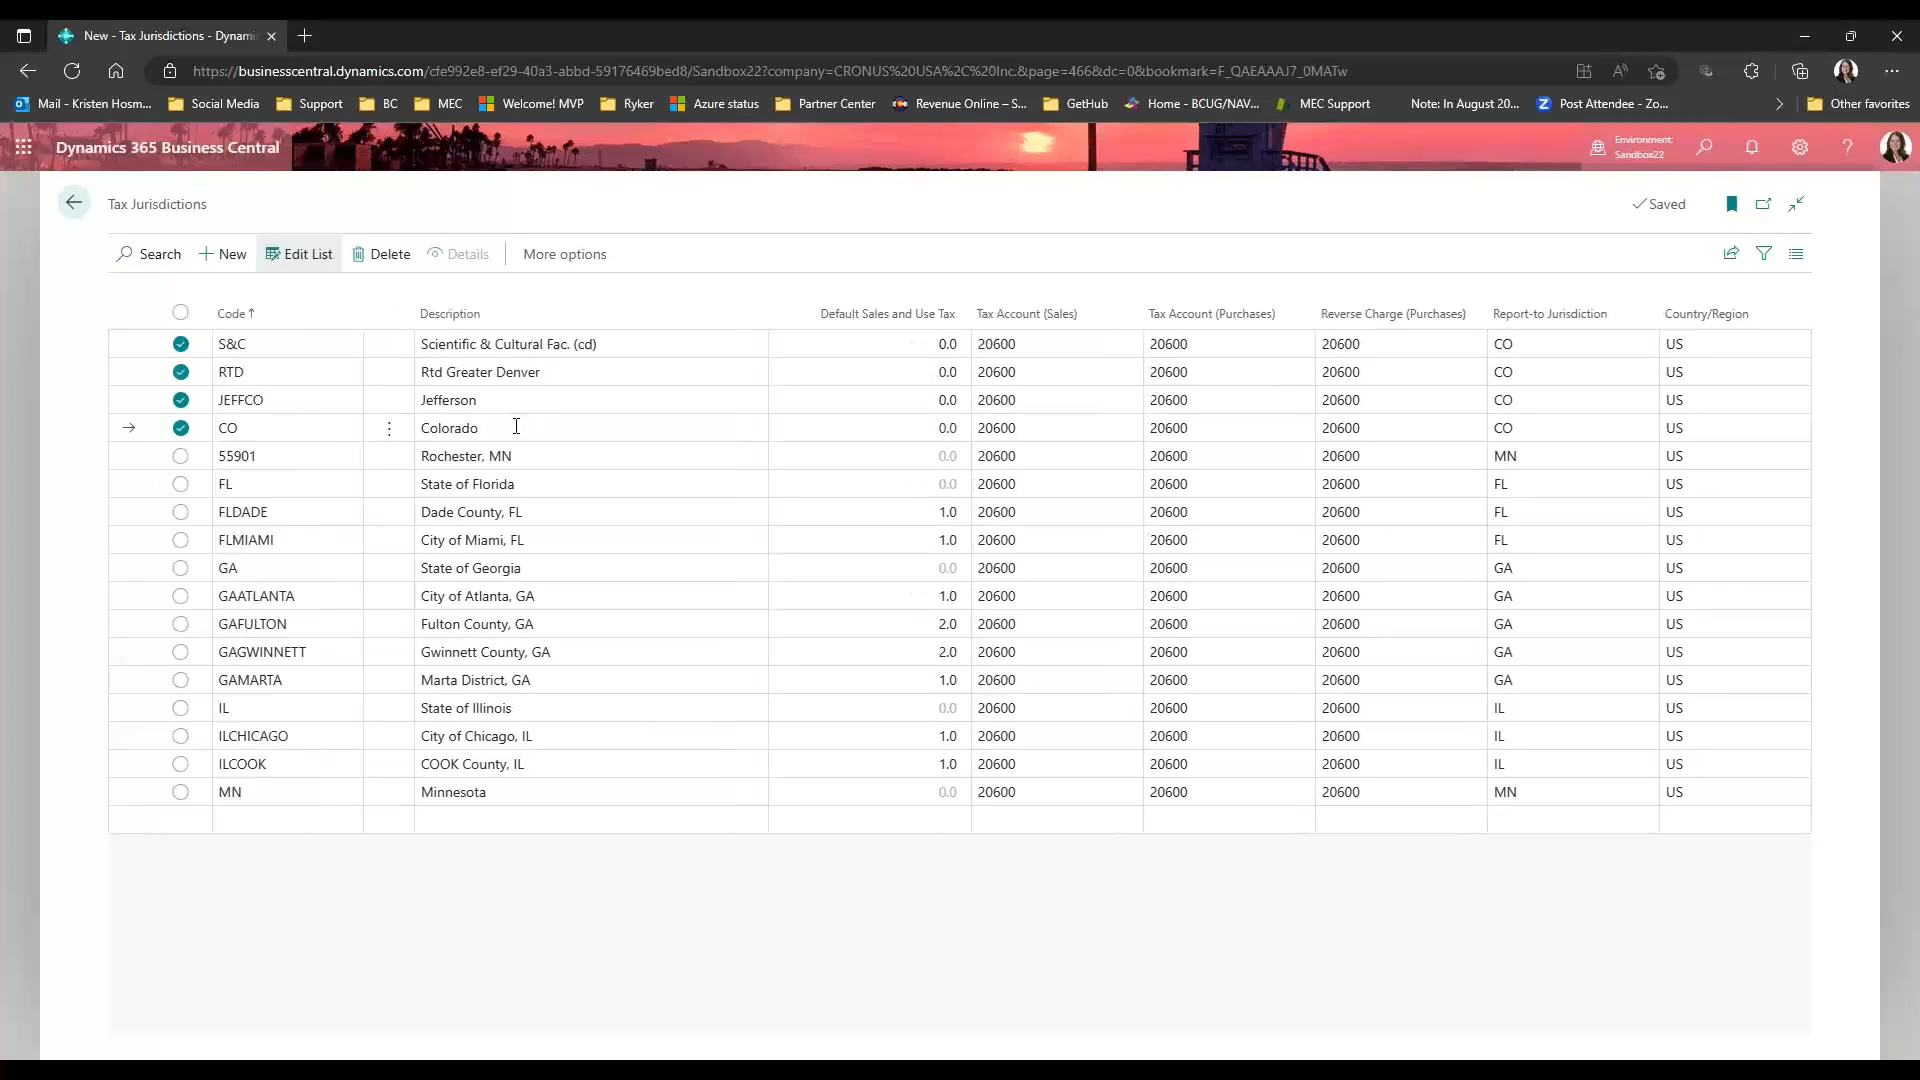 New - Tax Jurisdictions - Dynami
https://businesscentral.dynamics.com/cfe992e8-ef29-40a3-abbd-59176469bed8/Sandbox22?company=CRONUS%20USA%2C%20Inc.&page=466&dc=0&bookmark=F_QAEAAAJ7_0MATw
Mail - Kristen Hosm... Social Media Support BC MEC Welcome! MVP Ryker Azure status Partner Center Revenue Online – S... GetHub Home - BCUG/NAV... MEC Support Note: In August 20... Post Attendee - Zo... Other favorites
Dynamics 365 Business Central Environment: Sandbox22
Tax Jurisdictions Saved
Search New Edit List Delete Details More options
Code ↑ Description Default Sales and Use Tax Tax Account (Sales) Tax Account (Purchases) Reverse Charge (Purchases) Report-to Jurisdiction Country/Region
S&C Scientific & Cultural Fac. (cd) 0.0 20600 20600 20600 CO US
RTD Rtd Greater Denver 0.0 20600 20600 20600 CO US
JEFFCO Jefferson 0.0 20600 20600 20600 CO US
CO Colorado 0.0 20600 20600 20600 CO US
55901 Rochester, MN 0.0 20600 20600 20600 MN US
FL State of Florida 0.0 20600 20600 20600 FL US
FLDADE Dade County, FL 1.0 20600 20600 20600 FL US
FLMIAMI City of Miami, FL 1.0 20600 20600 20600 FL US
GA State of Georgia 0.0 20600 20600 20600 GA US
GAATLANTA City of Atlanta, GA 1.0 20600 20600 20600 GA US
GAFULTON Fulton County, GA 2.0 20600 20600 20600 GA US
GAGWINNETT Gwinnett County, GA 2.0 20600 20600 20600 GA US
GAMARTA Marta District, GA 1.0 20600 20600 20600 GA US
IL State of Illinois 0.0 20600 20600 20600 IL US
ILCHICAGO City of Chicago, IL 1.0 20600 20600 20600 IL US
ILCOOK COOK County, IL 1.0 20600 20600 20600 IL US
MN Minnesota 0.0 20600 20600 20600 MN US